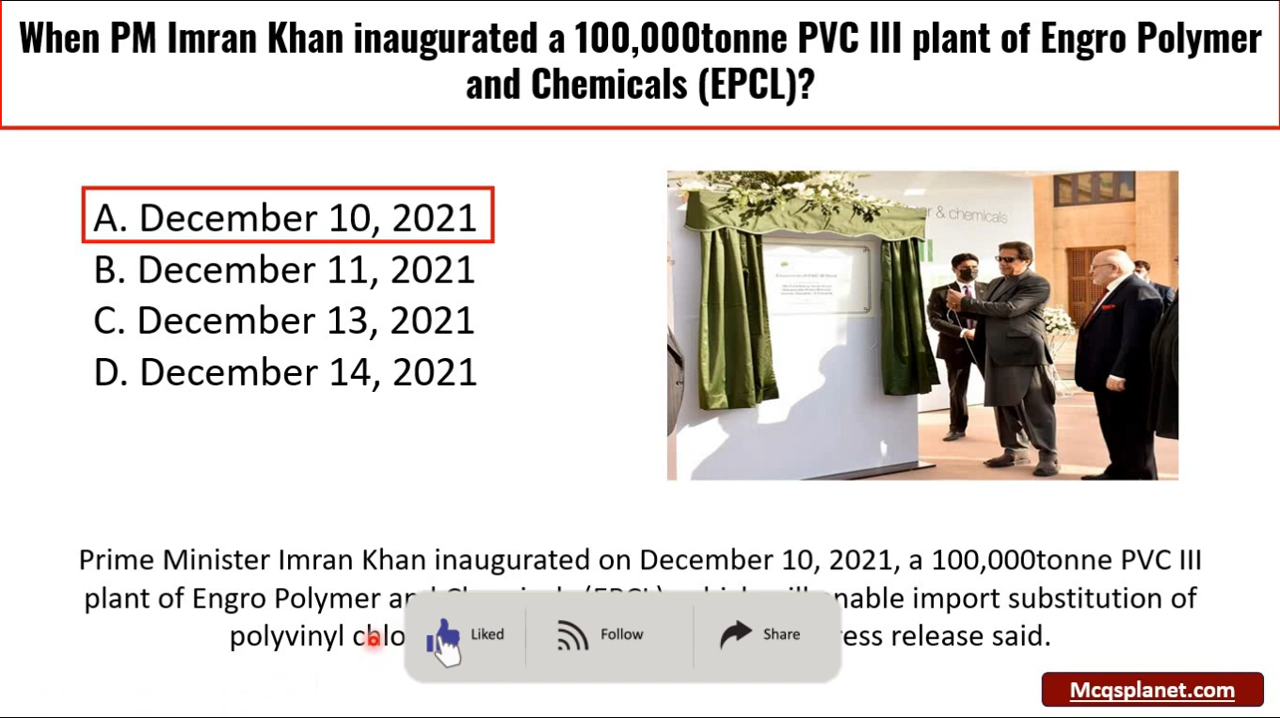 When PM Imran Khan inaugurated a 100,000tonne PVC III plant of Engro Polymer
and Chemicals (EPCL)?
A. December 10, 2021
B. December 11, 2021
C. December 13, 2021
D. December 14, 2021
& chemicals
Prime Minister Imran Khan inaugurated on December 10, 2021, a 100,000tonne PVC III
plant of Engro Polymer import substitution of
polyvinyl release said.
Liked
Follow
Share
Mcqsplanet.com